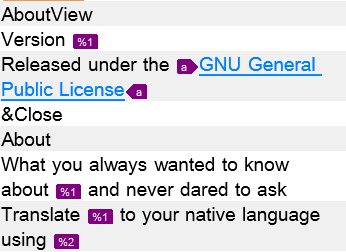 AboutView
Version %1
Released under the a GNU General
Public License a
&Close
About
What you always wanted to know
about %1 and never dared to ask
Translate %1 to your native language
using %2